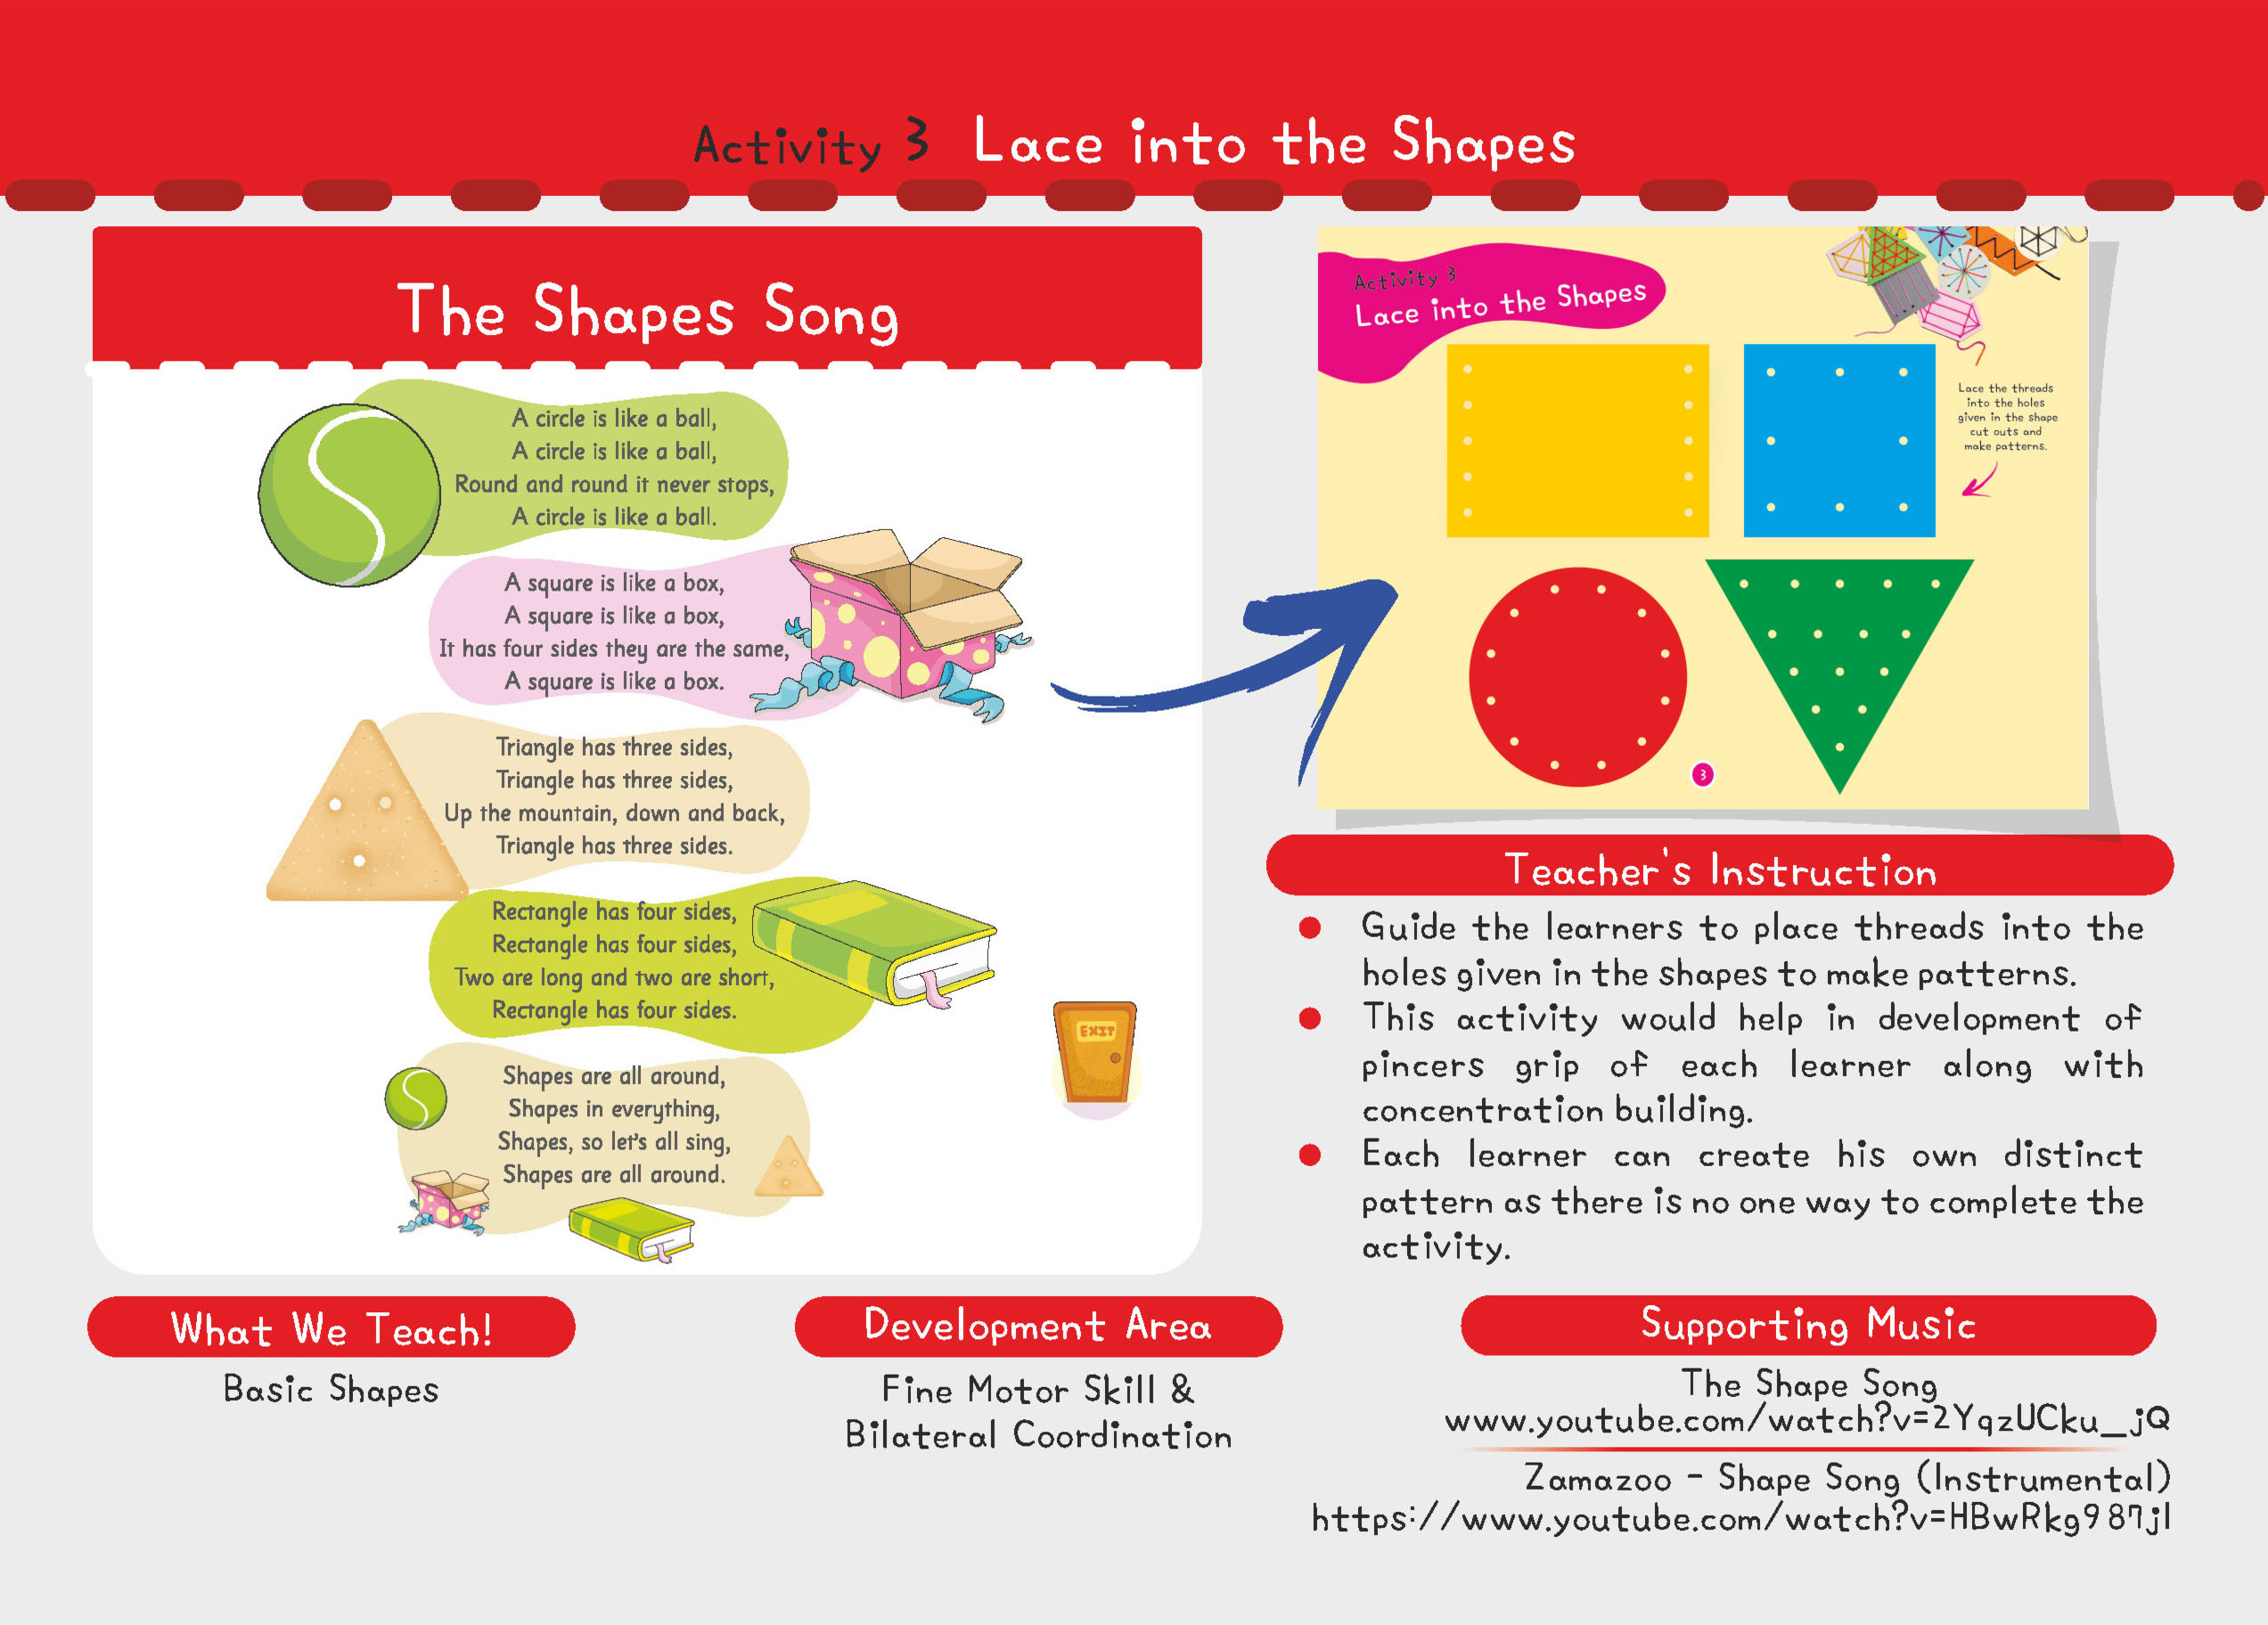 Activity 3 Lace into the Shapes
The Shapes Song
A circle is like a ball,
A circle is like a ball,
Round and round it never stops,
A circle is like a ball.
A square is like a box,
A square is like a box,
It has four sides they are the same,
A square is like a box.
Triangle has three sides,
Triangle has three sides,
Up the mountain, down and back,
Triangle has three sides.
Rectangle has four sides,
Rectangle has four sides,
Two are long and two are short,
Rectangle has four sides.
EXIT
Shapes are all around,
Shapes in everything,
Shapes, so let's all sing,
Shapes are all around.
Activity 3
Lace into the Shapes
Lace the threads
into the holes
given in the shape
cut outs and
make patterns.
3
Teacher's Instruction
Guide the learners to place threads into the
holes given in the shapes to make patterns.
This activity would help in development of
pincers grip of each learner along with
concentration building.
Each learner can create his own distinct
pattern as there is no one way to complete the
activity.
What We Teach!
Basic Shapes
Development Area
Fine Motor Skill &
Bilateral Coordination
Supporting Music
The Shape Song
www.youtube.com/watch?v=2YqzUCku_jQ
Zamazoo - Shape Song (Instrumental)
https://www.youtube.com/watch?v=HBwRkg987jI